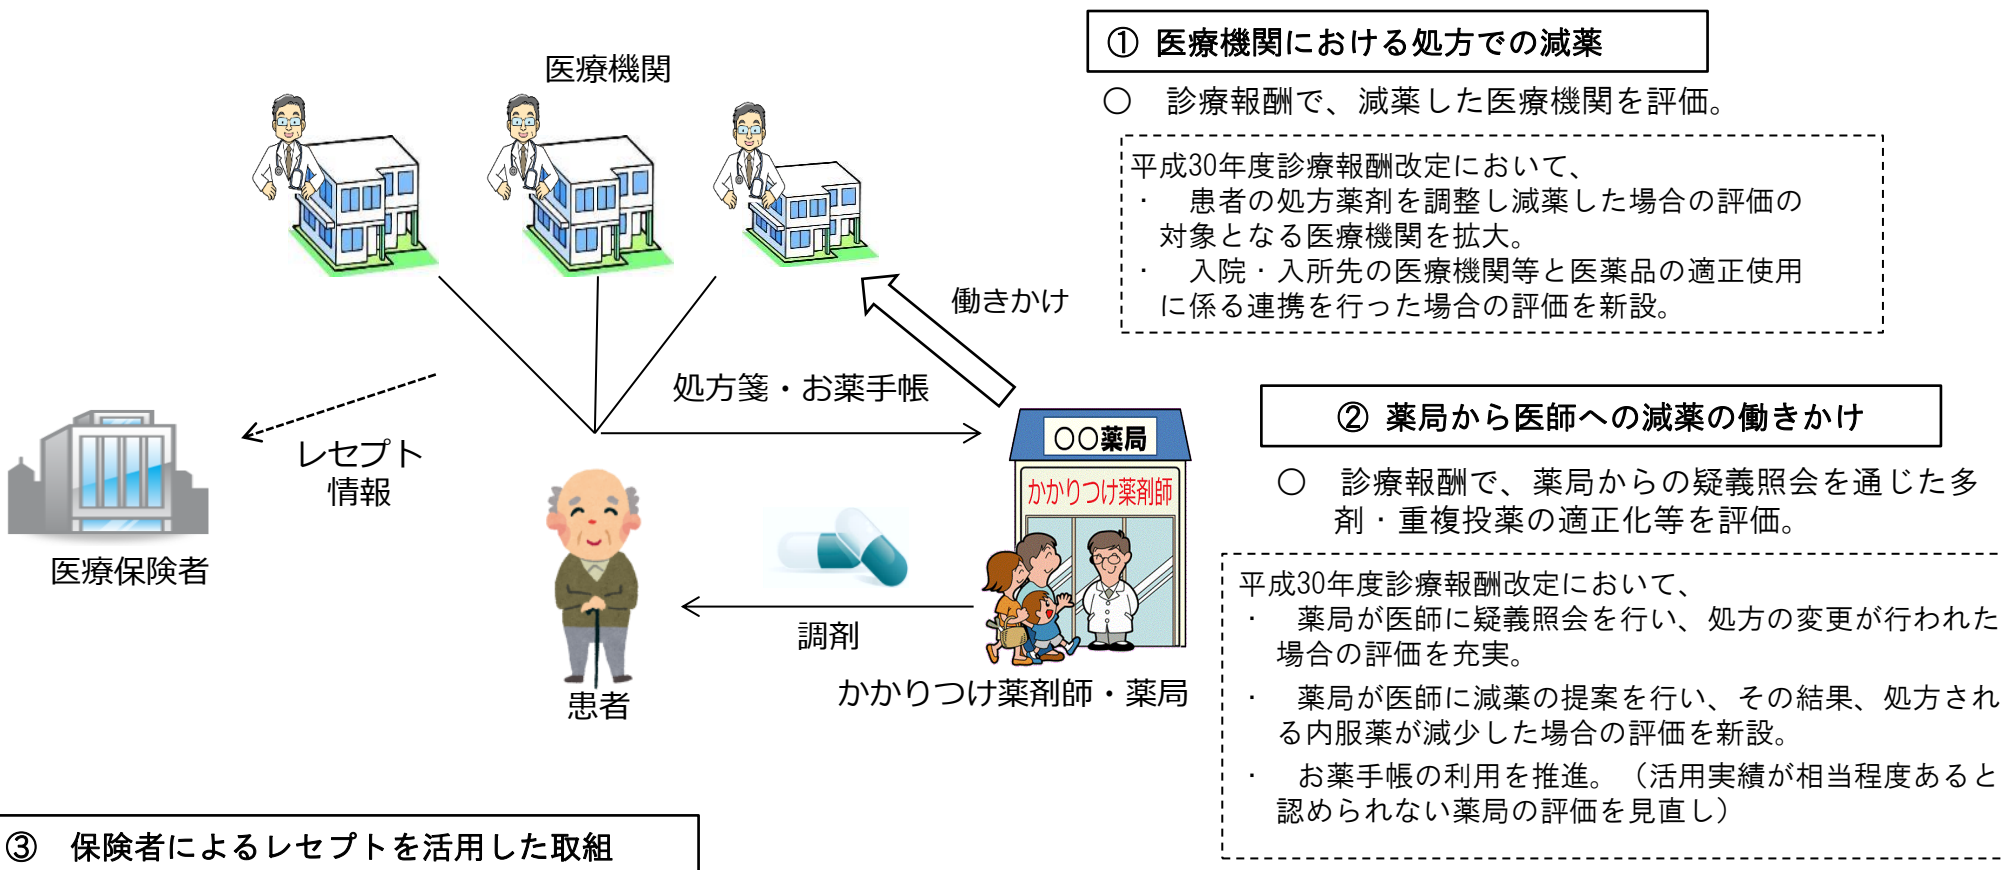 医療機関
働きかけ
処方箋・お薬手帳
レセプト
情報
医療保険者
〇〇薬局
かかりつけ薬剤師
調剤
患者
かかりつけ薬剤師・薬局
① 医療機関における処方での減薬
〇　診療報酬で、減薬した医療機関を評価。
平成30年度診療報酬改定において、
・　患者の処方薬剤を調整し減薬した場合の評価の
対象となる医療機関を拡大。
・　入院・入所先の医療機関等と医薬品の適正使用
に係る連携を行った場合の評価を新設。
② 薬局から医師への減薬の働きかけ
〇　診療報酬で、薬局からの疑義照会を通じた多
剤・重複投薬の適正化等を評価。
平成30年度診療報酬改定において、
・　薬局が医師に疑義照会を行い、処方の変更が行われた
場合の評価を充実。
・　薬局が医師に減薬の提案を行い、その結果、処方され
る内服薬が減少した場合の評価を新設。
・　お薬手帳の利用を推進。（活用実績が相当程度あると
認められない薬局の評価を見直し）
③　保険者によるレセプトを活用した取組